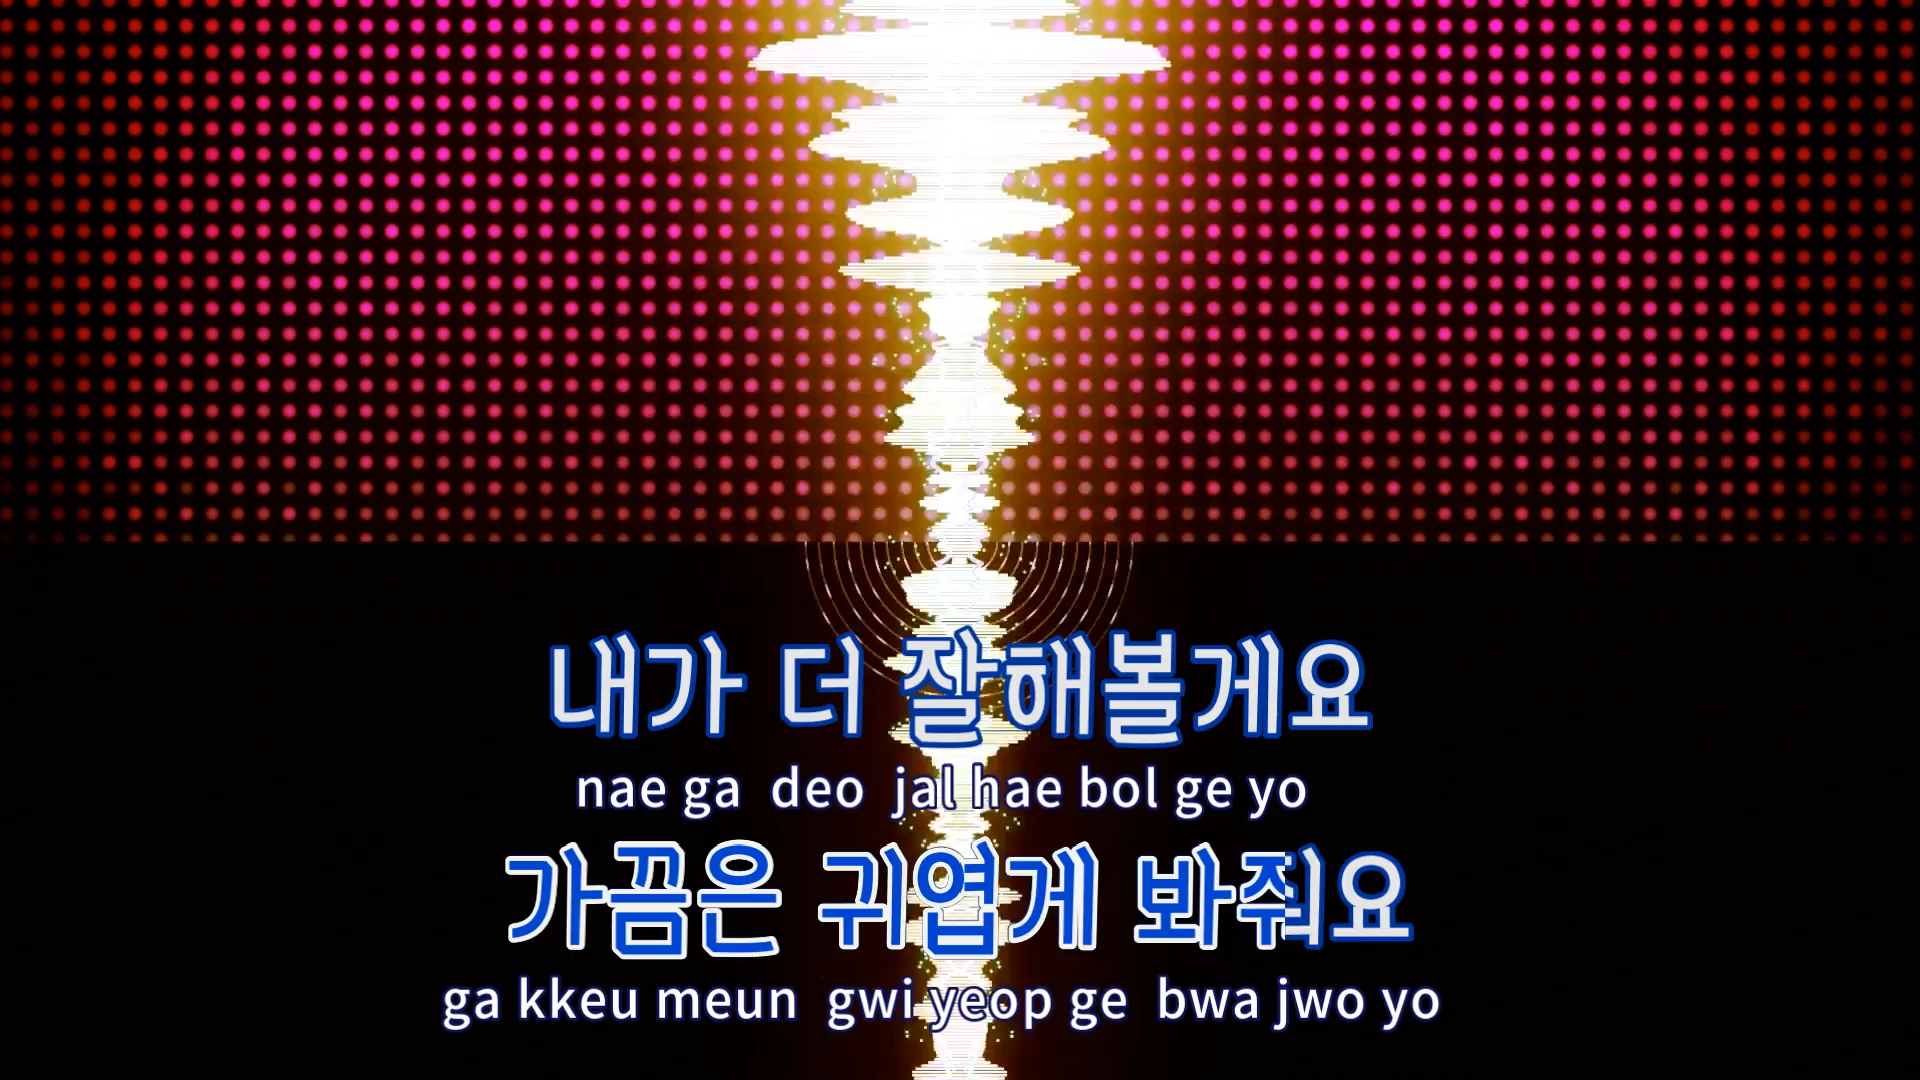 내가 더 잘해볼게요
nae ga deo jal hae bol ge yo
가끔은 귀엽게 봐줘요
ga kkeu meun gwi yeop ge bwa jwo yo